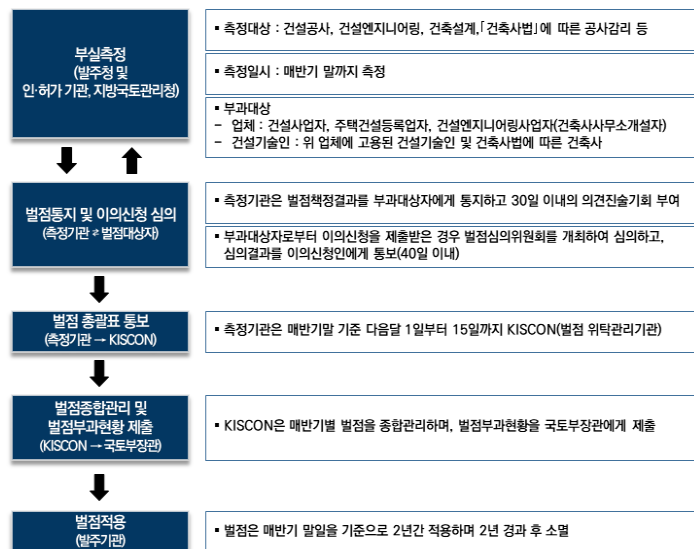 부실측정
(발주청 및
인·허가 기관, 지방국토관리청)
▪ 측정대상 : 건설공사, 건설엔지니어링, 건축설계,「건축사법」에 따른 공사감리 등
▪ 측정일시 : 매반기 말까지 측정
▪ 부과대상
- 업체 : 건설사업자, 주택건설등록업자, 건설엔지니어링사업자(건축사사무소개설자)
- 건설기술인 : 위 업체에 고용된 건설기술인 및 건축사법에 따른 건축사
벌점통지 및 이의신청 심의
(측정기관 ⇄ 벌점대상자)
▪ 측정기관은 벌점책정결과를 부과대상자에게 통지하고 30일 이내의 의견진술기회 부여
▪ 부과대상자로부터 이의신청을 제출받은 경우 벌점심의위원회를 개최하여 심의하고,
심의결과를 이의신청인에게 통보(40일 이내)
벌점 총괄표 통보
(측정기관 → KISCON)
▪ 측정기관은 매반기말 기준 다음달 1일부터 15일까지 KISCON(벌점 위탁관리기관)
벌점종합관리 및
벌점부과현황 제출
(KISCON → 국토부장관)
▪ KISCON은 매반기별 벌점을 종합관리하며, 벌점부과현황을 국토부장관에게 제출
벌점적용
(발주기관)
▪ 벌점은 매반기 말일을 기준으로 2년간 적용하며 2년 경과 후 소멸